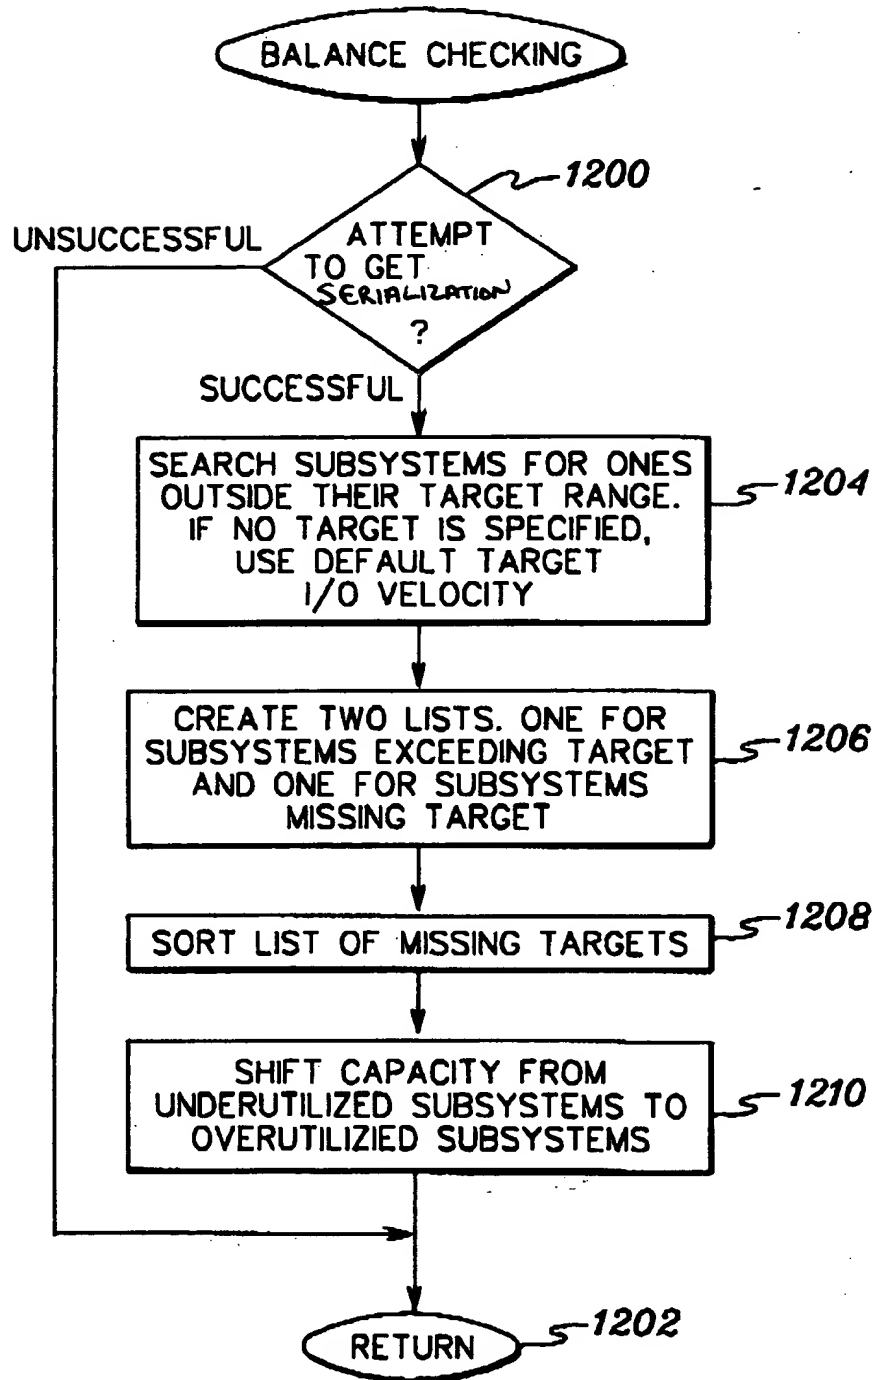 BALANCE CHECKING
1200
UNSUCCESSFUL
ATTEMPT
TO GET
SERIALIZATION
?
SUCCESSFUL
SEARCH SUBSYSTEMS FOR ONES
OUTSIDE THEIR TARGET RANGE.
IF NO TARGET IS SPECIFIED,
USE DEFAULT TARGET
I/O VELOCITY
1204
CREATE TWO LISTS. ONE FOR
SUBSYSTEMS EXCEEDING TARGET
AND ONE FOR SUBSYSTEMS
MISSING TARGET
1206
SORT LIST OF MISSING TARGETS
1208
SHIFT CAPACITY FROM
UNDERUTILIZED SUBSYSTEMS TO
OVERUTILIZIED SUBSYSTEMS
1210
RETURN
1202